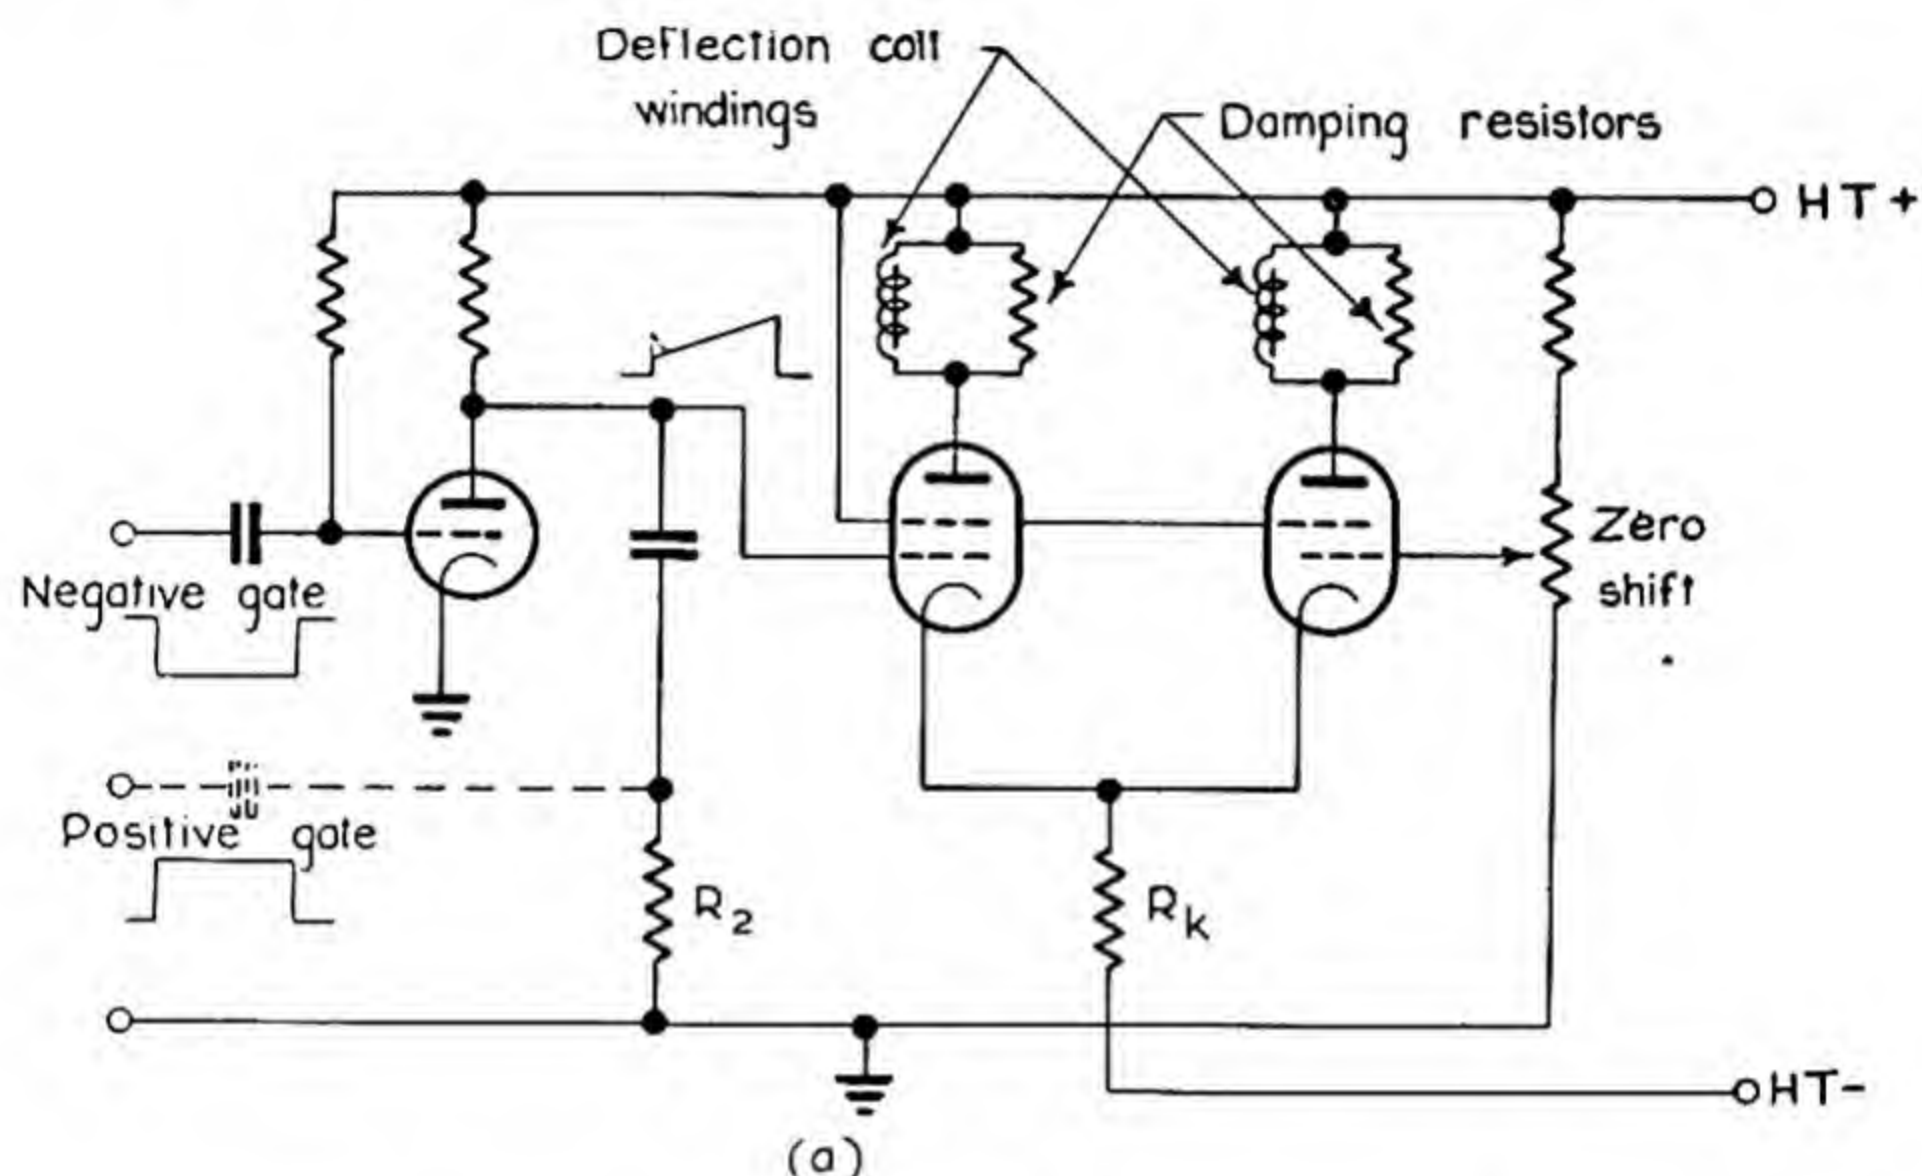 Deflection coil
windings
Damping resistors
HT+
Negative gate
Zero
shift
Positive gate
R2
Rk
HT-
(a)